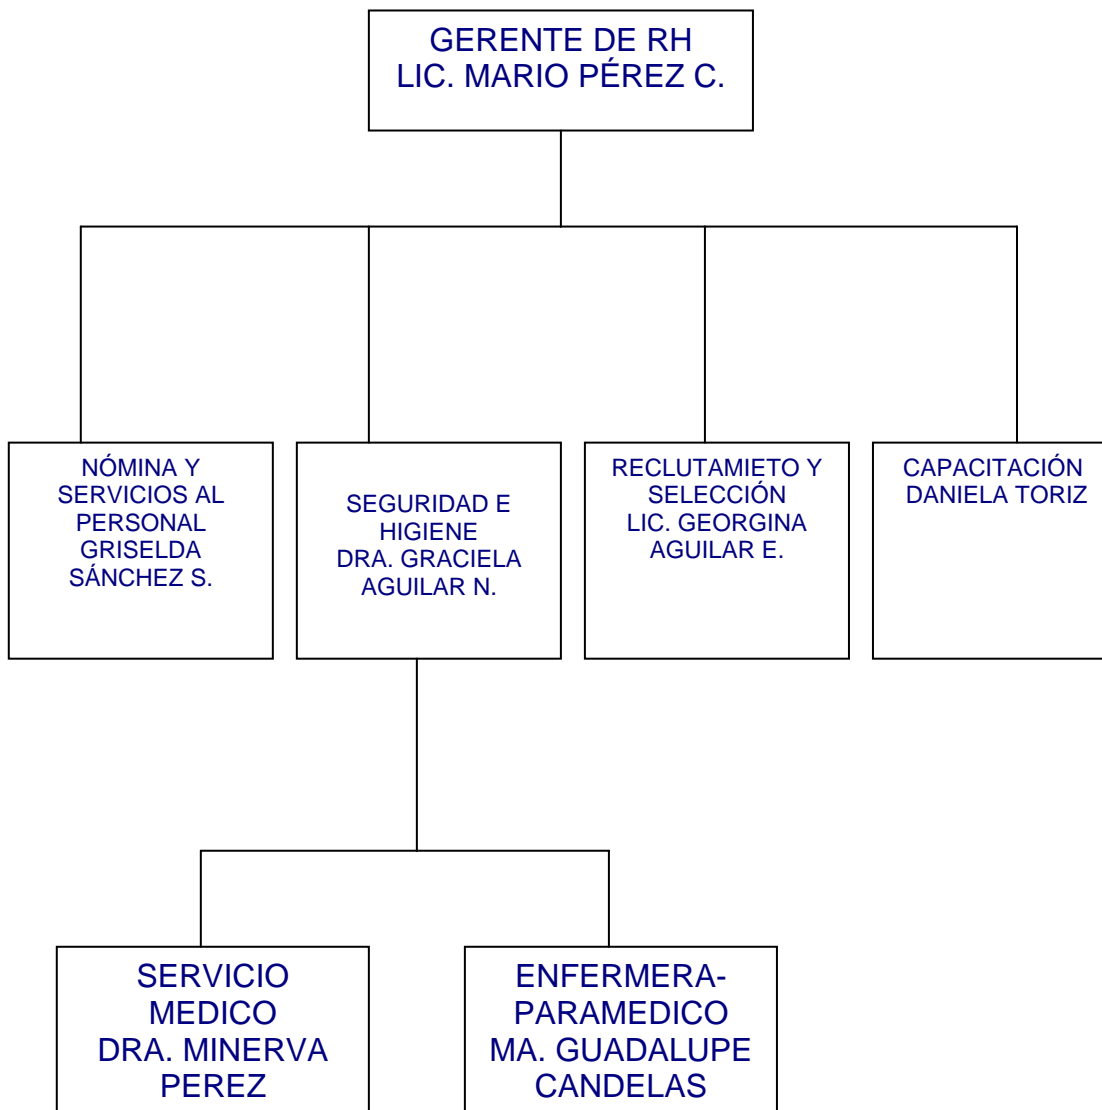 GERENTE DE RH
LIC. MARIO PÉREZ C.
NÓMINA Y
SERVICIOS AL
PERSONAL
GRISELDA
SÁNCHEZ S.
SEGURIDAD E
HIGIENE
DRA. GRACIELA
AGUILAR N.
RECLUTAMIETO Y
SELECCIÓN
LIC. GEORGINA
AGUILAR E.
CAPACITACIÓN
DANIELA TORIZ
SERVICIO
MEDICO
DRA. MINERVA
PEREZ
ENFERMERA-
PARAMEDICO
MA. GUADALUPE
CANDELAS